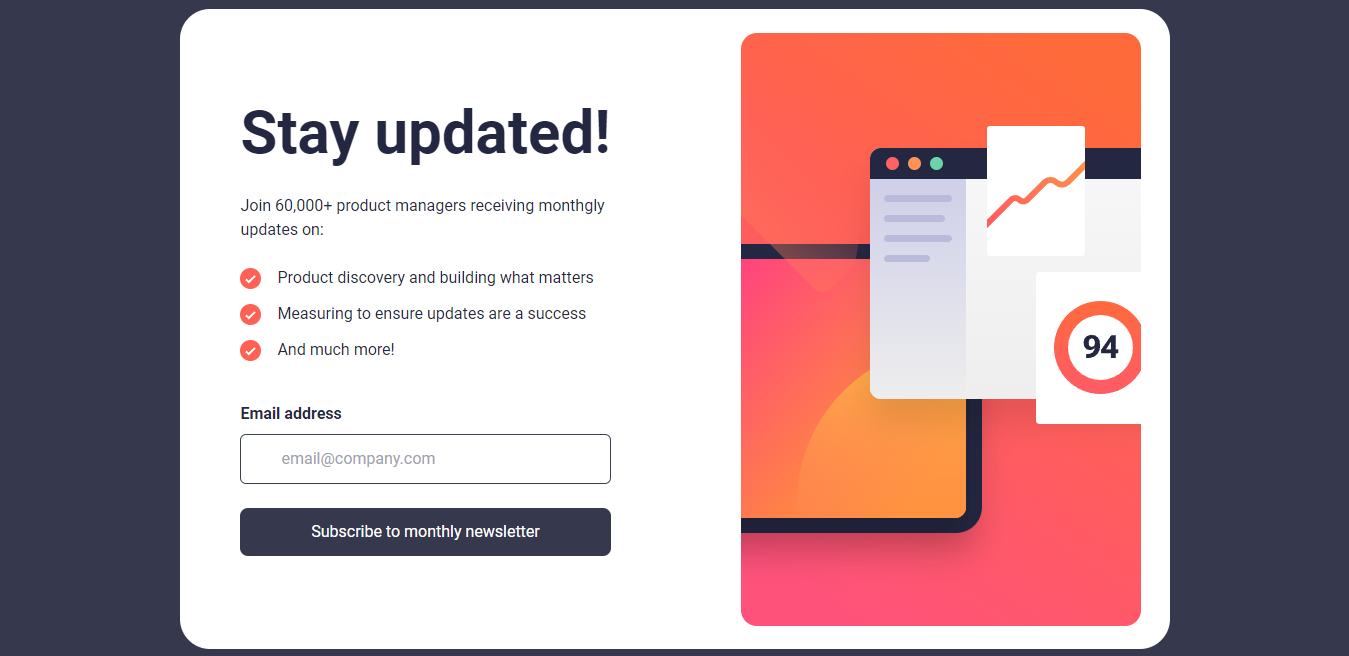 Stay updated!
Join 60,000+ product managers receiving monthgly
updates on:
Product discovery and building what matters
Measuring to ensure updates are a success
And much more!
Email address
email@company.com
Subscribe to monthly newsletter
94